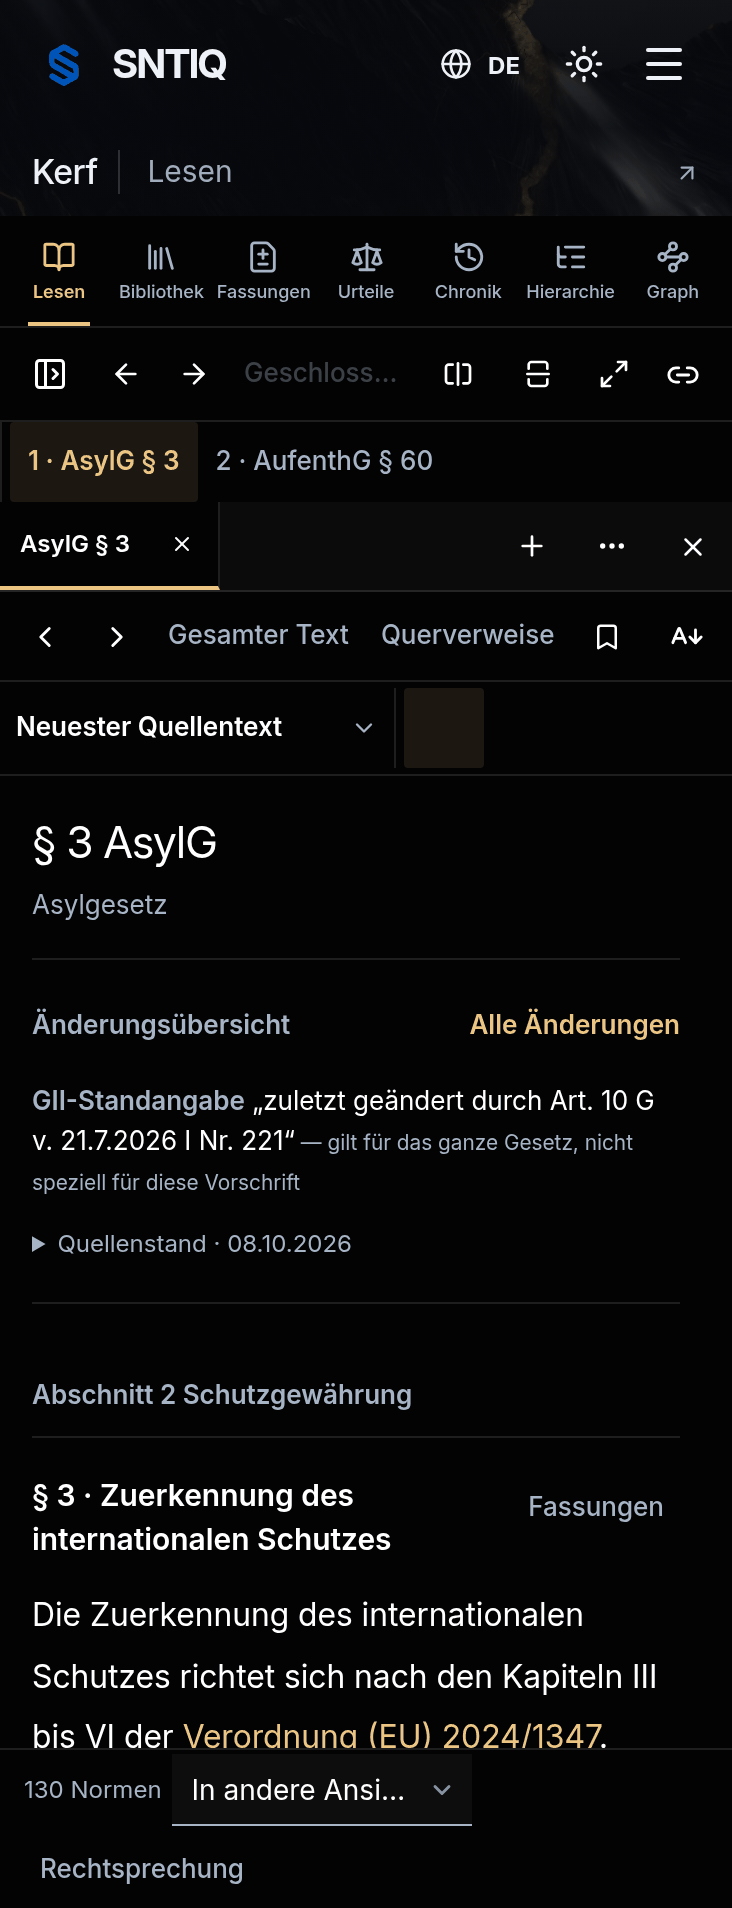 SNTIQ
DE
Kerf
Lesen
Lesen
Bibliothek
Fassungen
Urteile
Chronik
Hierarchie
Graph
Geschloss...
1 · AsylG § 3
2 · AufenthG § 60
AsylG § 3
Gesamter Text
Querverweise
A
Neuester Quellentext
§ 3 AsylG
Asylgesetz
Änderungsübersicht
Alle Änderungen
GII-Standangabe „zuletzt geändert durch Art. 10 G
v. 21.7.2026 I Nr. 221“ — gilt für das ganze Gesetz, nicht
speziell für diese Vorschrift
Quellenstand · 08.10.2026
Abschnitt 2 Schutzgewährung
§ 3 · Zuerkennung des
internationalen Schutzes
Fassungen
Die Zuerkennung des internationalen
Schutzes richtet sich nach den Kapiteln III
bis VI der Verordnung (EU) 2024/1347.
130 Normen
In andere Ansi...
Rechtsprechung